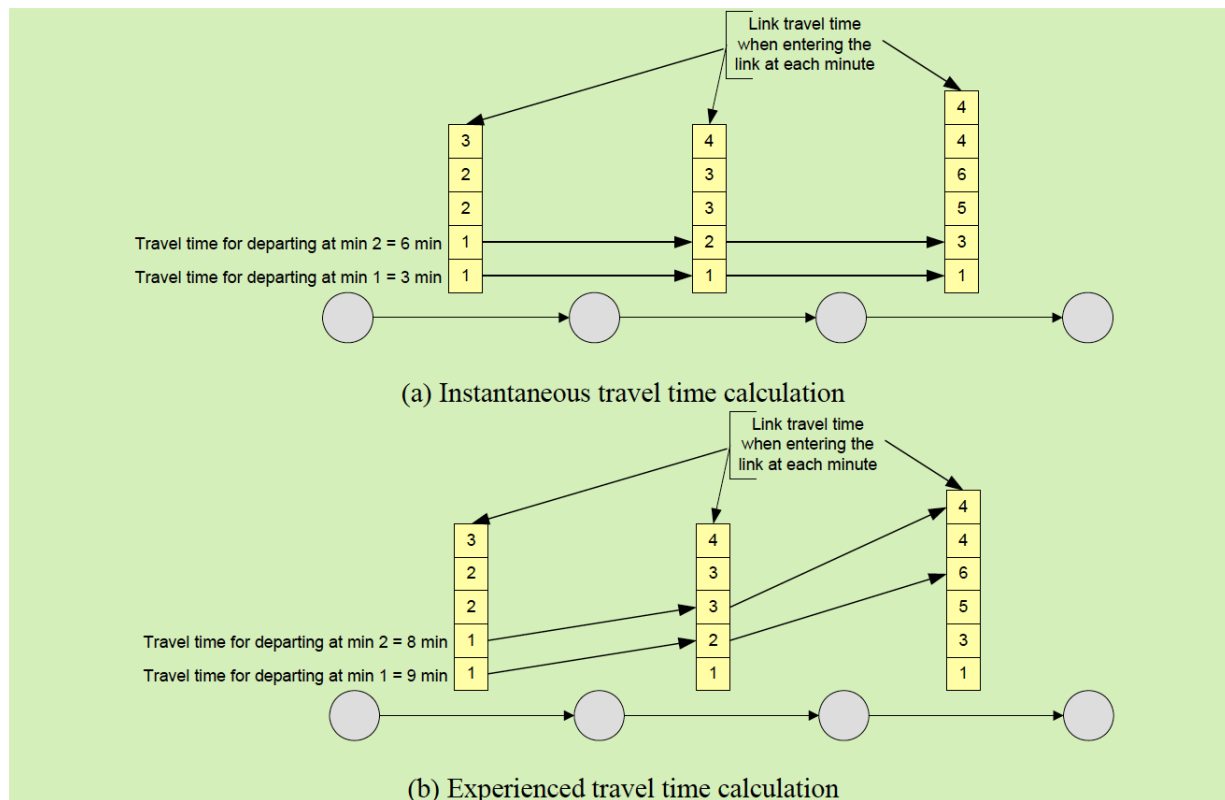 Link travel time
when entering the
link at each minute
4
3 4 4
2 3 6
2 3 5
Travel time for departing at min 2 = 6 min 1 2 3
Travel time for departing at min 1 = 3 min 1 1 1
(a) Instantaneous travel time calculation
Link travel time
when entering the
link at each minute
4
3 4 4
2 3 6
2 3 5
Travel time for departing at min 2 = 8 min 1 2 3
Travel time for departing at min 1 = 9 min 1 1 1
(b) Experienced travel time calculation